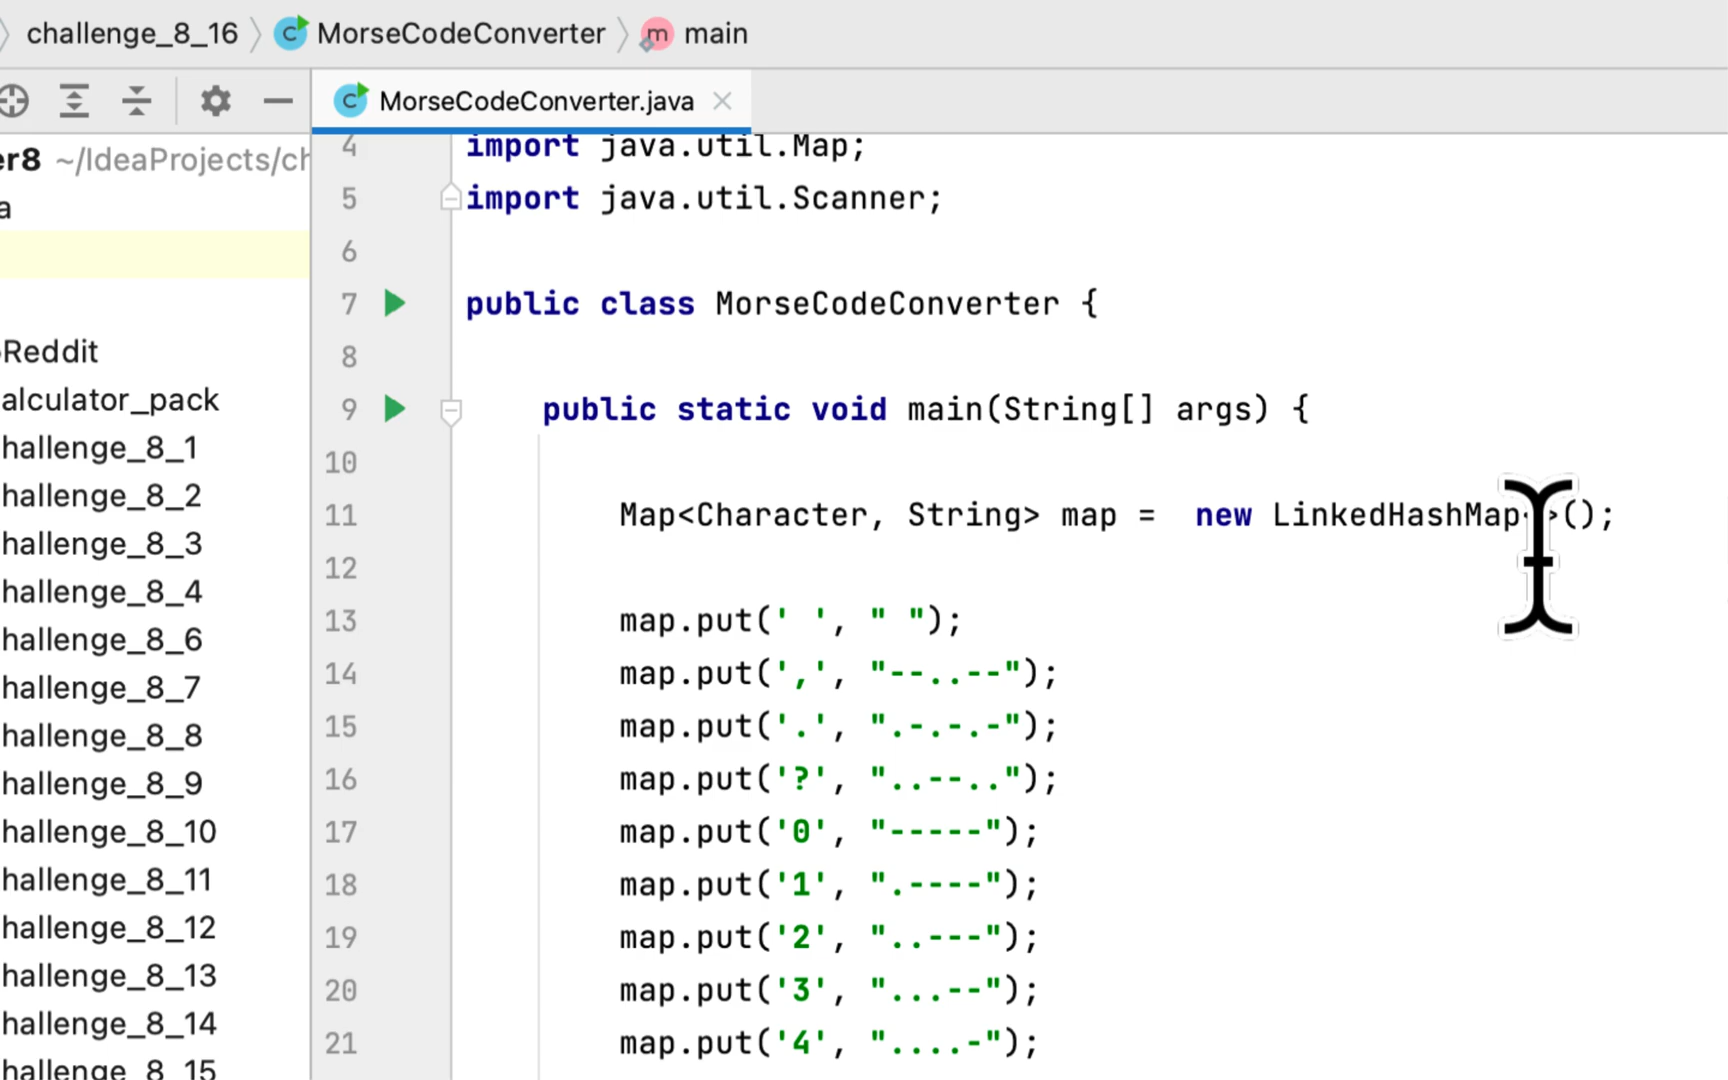 challenge_8_16 MorseCodeConverter m main
C MorseCodeConverter.java
er8 ~/IdeaProjects/ch
a
Reddit
alculator_pack
hallenge_8_1
hallenge_8_2
hallenge_8_3
hallenge_8_4
hallenge_8_6
hallenge_8_7
hallenge_8_8
hallenge_8_9
hallenge_8_10
hallenge_8_11
hallenge_8_12
hallenge_8_13
hallenge_8_14
hallenge_8_15
4 import java.util.Map;
5 import java.util.Scanner;
6
7 public class MorseCodeConverter {
8
9 public static void main(String[] args) {
10
11 Map<Character, String> map = new LinkedHashMap<>();
12
13 map.put(' ', " ");
14 map.put(',', "--..--");
15 map.put('.', ".-.-.-");
16 map.put('?', "..--..");
17 map.put('0', "-----");
18 map.put('1', ".----");
19 map.put('2', "..---");
20 map.put('3', "...--");
21 map.put('4', "....-");